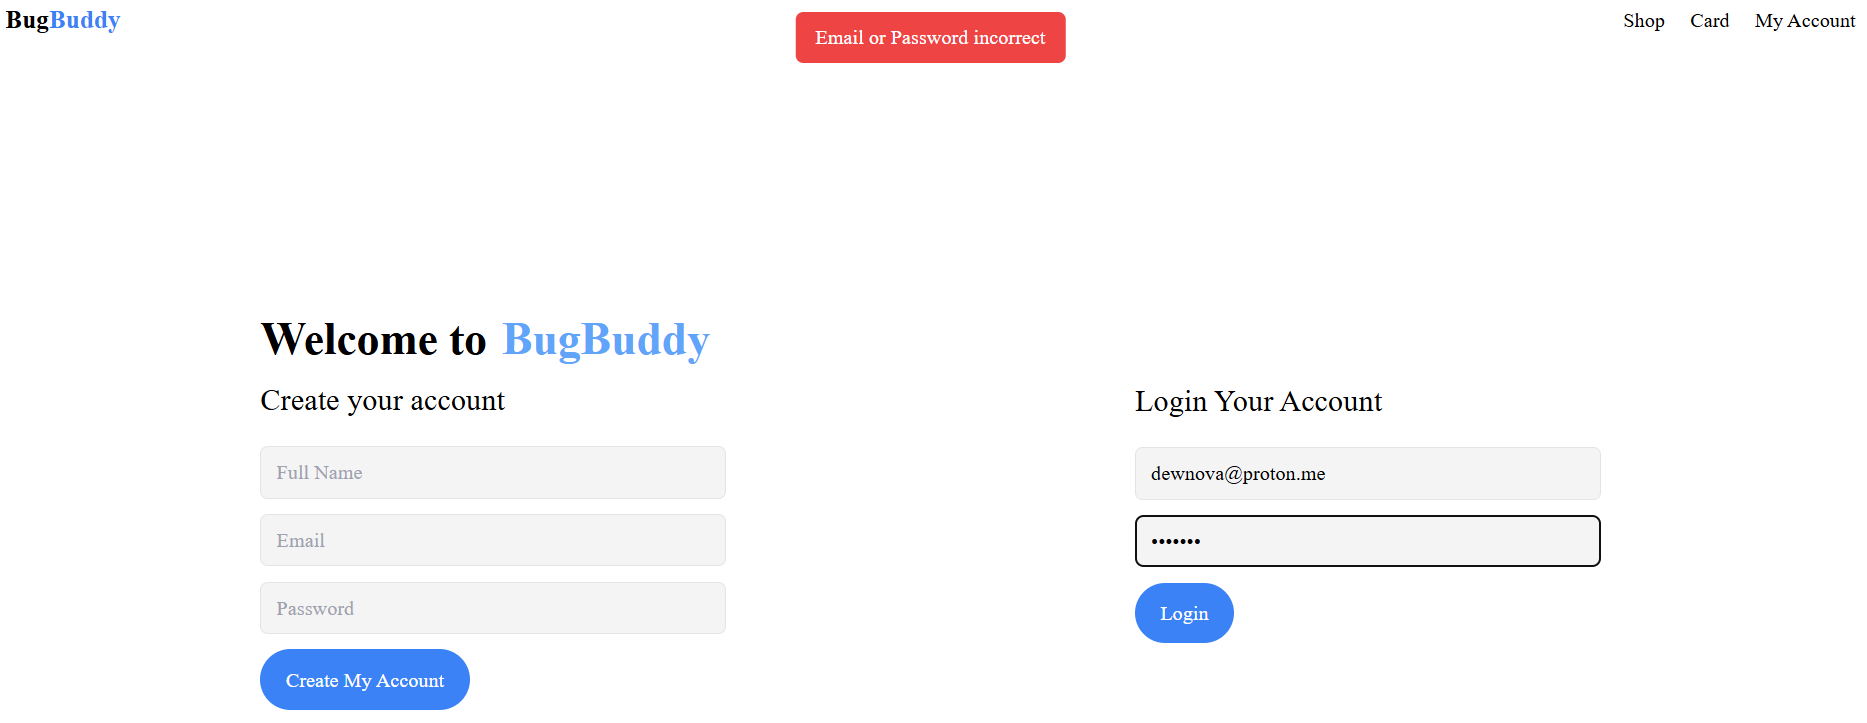 BugBuddy
Email or Password incorrect
Shop Card My Account
Welcome to BugBuddy
Create your account
Full Name
Email
Password
Create My Account
Login Your Account
dewnova@proton.me
•••••••
Login